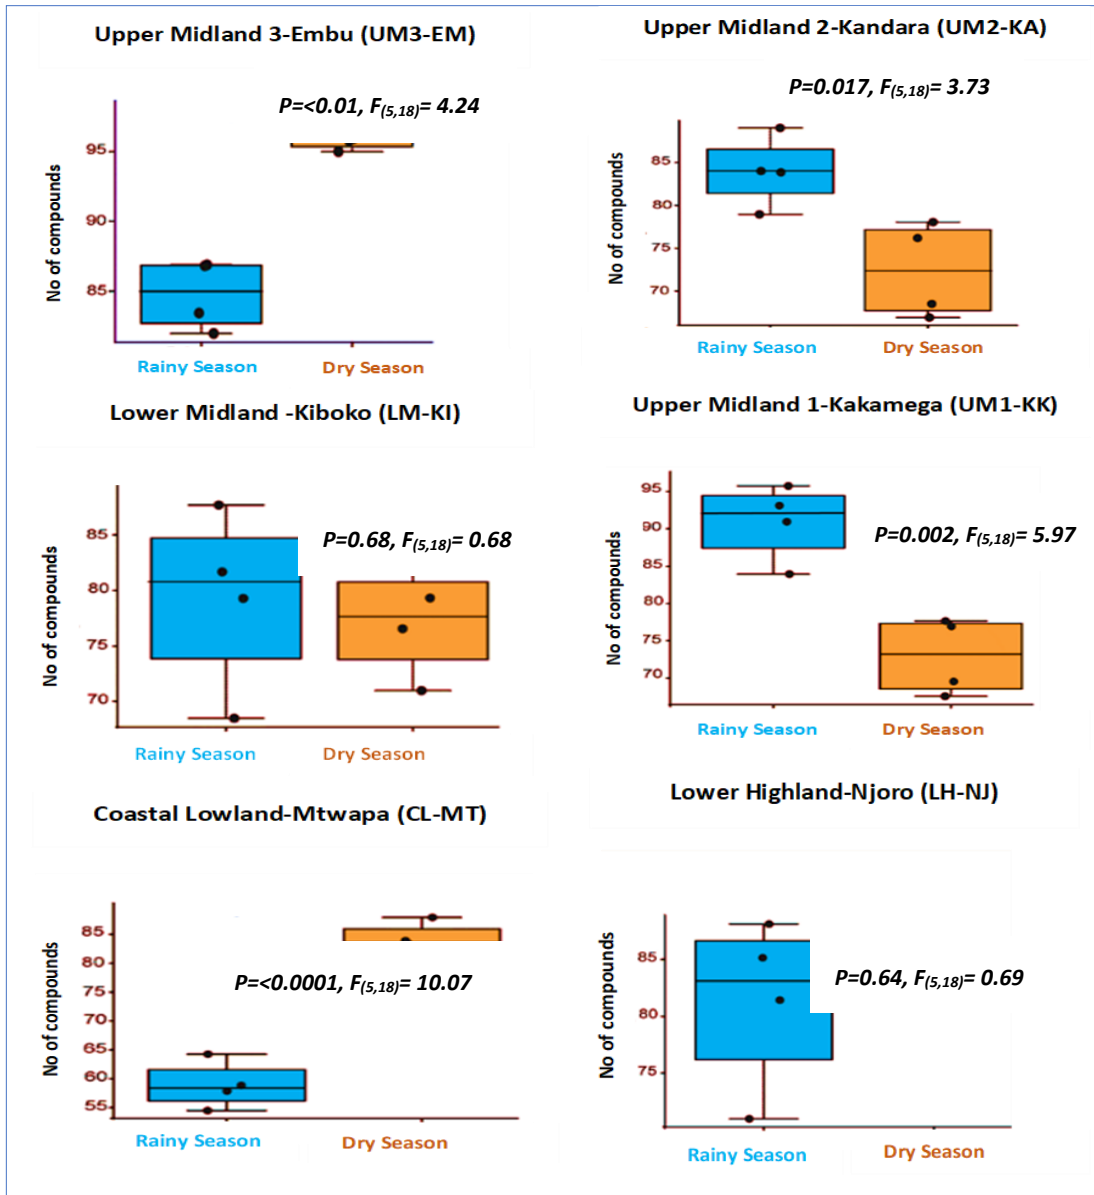 Upper Midland 3-Embu (UM3-EM)
P=<0.01, F(5,18)= 4.24
No of compounds
95
90
85
Rainy Season
Dry Season
Upper Midland 2-Kandara (UM2-KA)
P=0.017, F(5,18)= 3.73
No of compounds
85
80
75
70
Rainy Season
Dry Season
Lower Midland -Kiboko (LM-KI)
P=0.68, F(5,18)= 0.68
No of compounds
85
80
75
70
Rainy Season
Dry Season
Upper Midland 1-Kakamega (UM1-KK)
P=0.002, F(5,18)= 5.97
No of compounds
95
90
85
80
75
70
Rainy Season
Dry Season
Coastal Lowland-Mtwapa (CL-MT)
P=<0.0001, F(5,18)= 10.07
No of compounds
85
80
75
70
65
60
55
Rainy Season
Dry Season
Lower Highland-Njoro (LH-NJ)
P=0.64, F(5,18)= 0.69
No of compounds
85
80
75
Rainy Season
Dry Season